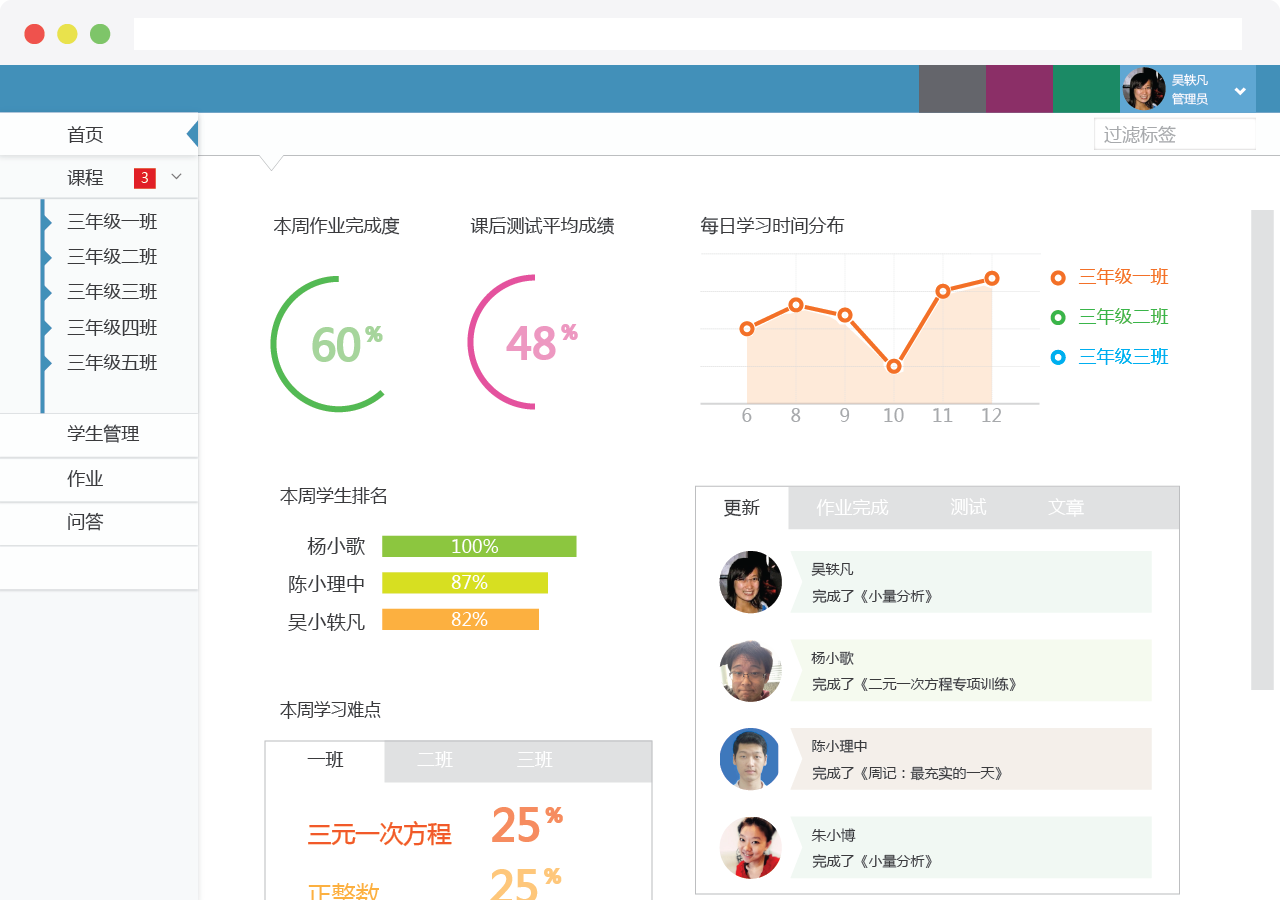 吴轶凡
管理员
首页
过滤标签
课程 3
三年级一班
三年级二班
三年级三班
三年级四班
三年级五班
学生管理
作业
问答
本周作业完成度
60%
课后测试平均成绩
48%
每日学习时间分布
6 8 9 10 11 12
三年级一班
三年级二班
三年级三班
本周学生排名
杨小歌 100%
陈小理中 87%
吴小轶凡 82%
本周学习难点
一班 二班 三班
三元一次方程 25%
正整数 25%
更新 作业完成 测试 文章
吴轶凡
完成了《小量分析》
杨小歌
完成了《二元一次方程专项训练》
陈小理中
完成了《周记：最充实的一天》
朱小博
完成了《小量分析》